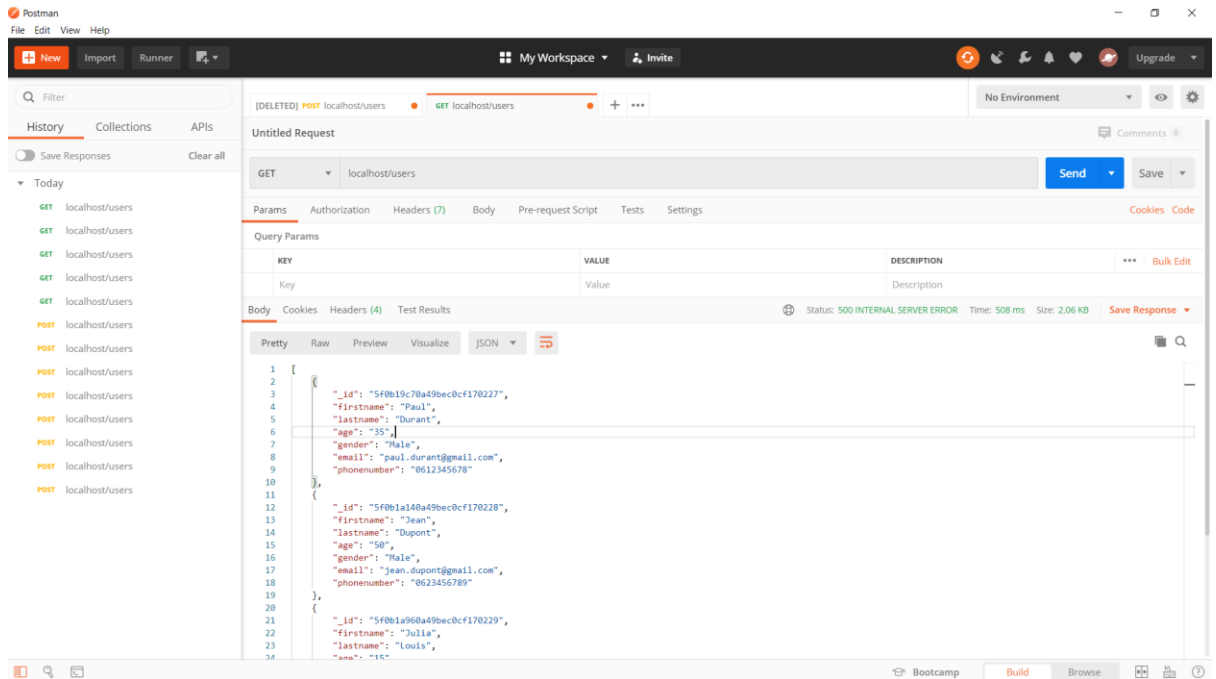 Postman
File Edit View Help
New Import Runner My Workspace Invite Upgrade
Filter
History Collections APIs
Save Responses Clear all
Today
GET localhost/users
GET localhost/users
GET localhost/users
GET localhost/users
GET localhost/users
POST localhost/users
POST localhost/users
POST localhost/users
POST localhost/users
POST localhost/users
POST localhost/users
POST localhost/users
POST localhost/users
[DELETED] POST localhost/users GET localhost/users No Environment
Untitled Request Comments 0
GET localhost/users Send Save
Params Authorization Headers (7) Body Pre-request Script Tests Settings Cookies Code
Query Params
KEY VALUE DESCRIPTION Bulk Edit
Key Value Description
Body Cookies Headers (4) Test Results Status: 500 INTERNAL SERVER ERROR Time: 508 ms Size: 2.06 KB Save Response
Pretty Raw Preview Visualize JSON
1 [
2 {
3 "_id": "5f0b19c70a49bec0cf170227",
4 "firstname": "Paul",
5 "lastname": "Durant",
6 "age": "35",
7 "gender": "Male",
8 "email": "paul.durant@gmail.com",
9 "phonenumber": "0612345678"
10 },
11 {
12 "_id": "5f0b1a140a49bec0cf170228",
13 "firstname": "Jean",
14 "lastname": "Dupont",
15 "age": "50",
16 "gender": "Male",
17 "email": "jean.dupont@gmail.com",
18 "phonenumber": "0623456789"
19 },
20 {
21 "_id": "5f0b1a960a49bec0cf170229",
22 "firstname": "Julia",
23 "lastname": "Louis",
24 "age": "15"
Bootcamp Build Browse